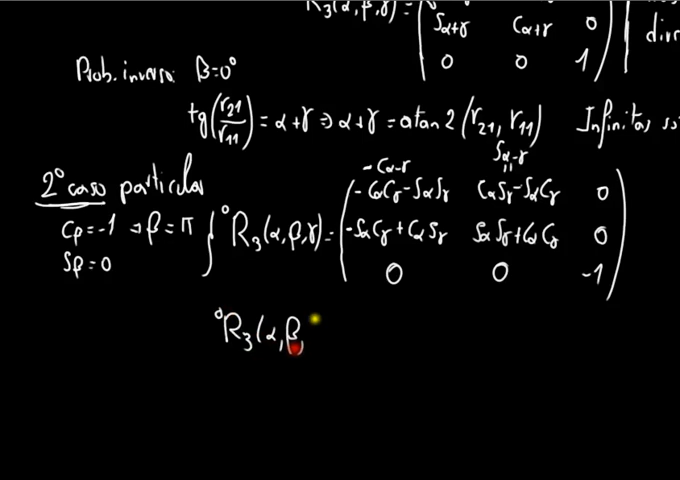 R₃(α,β,γ) =
Sα+γ Cα+γ 0
0 0 1
Prob. inverso: β=0°
tg(r₂₁/r₁₁) = α+γ ⇒ α+γ = atan2(r₂₁, r₁₁) Infinitas
2° caso particular
-Cα-γ Sα-γ
Cβ=-1 → β=π
Sβ=0
⁰R₃(α,β,γ) =
-CαCγ-SαSγ CαSγ-SαCγ 0
-SαCγ+CαSγ SαSγ+CαCγ 0
0 0 -1
⁰R₃(α,β,